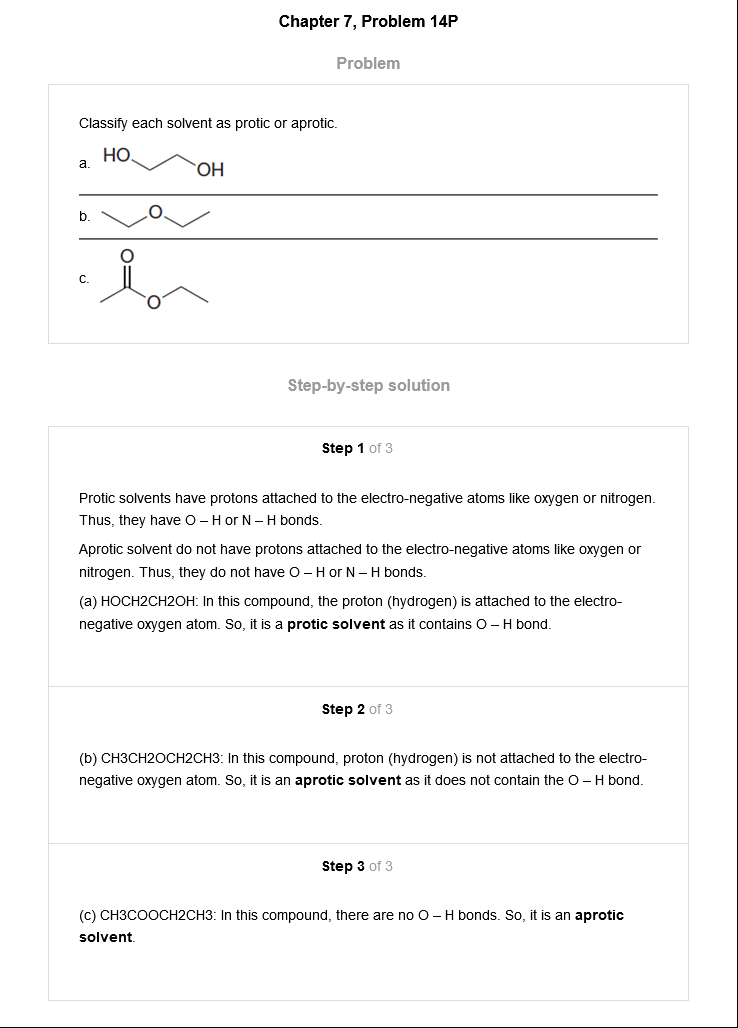 Chapter 7, Problem 14P
Problem
Classify each solvent as protic or aprotic.
a.
HO
OH
b.
O
c.
O
O
Step-by-step solution
Step 1 of 3
Protic solvents have protons attached to the electro-negative atoms like oxygen or nitrogen.
Thus, they have O – H or N – H bonds.
Aprotic solvent do not have protons attached to the electro-negative atoms like oxygen or
nitrogen. Thus, they do not have O – H or N – H bonds.
(a) HOCH2CH2OH: In this compound, the proton (hydrogen) is attached to the electro-
negative oxygen atom. So, it is a protic solvent as it contains O – H bond.
Step 2 of 3
(b) CH3CH2OCH2CH3: In this compound, proton (hydrogen) is not attached to the electro-
negative oxygen atom. So, it is an aprotic solvent as it does not contain the O – H bond.
Step 3 of 3
(c) CH3COOCH2CH3: In this compound, there are no O – H bonds. So, it is an aprotic
solvent.